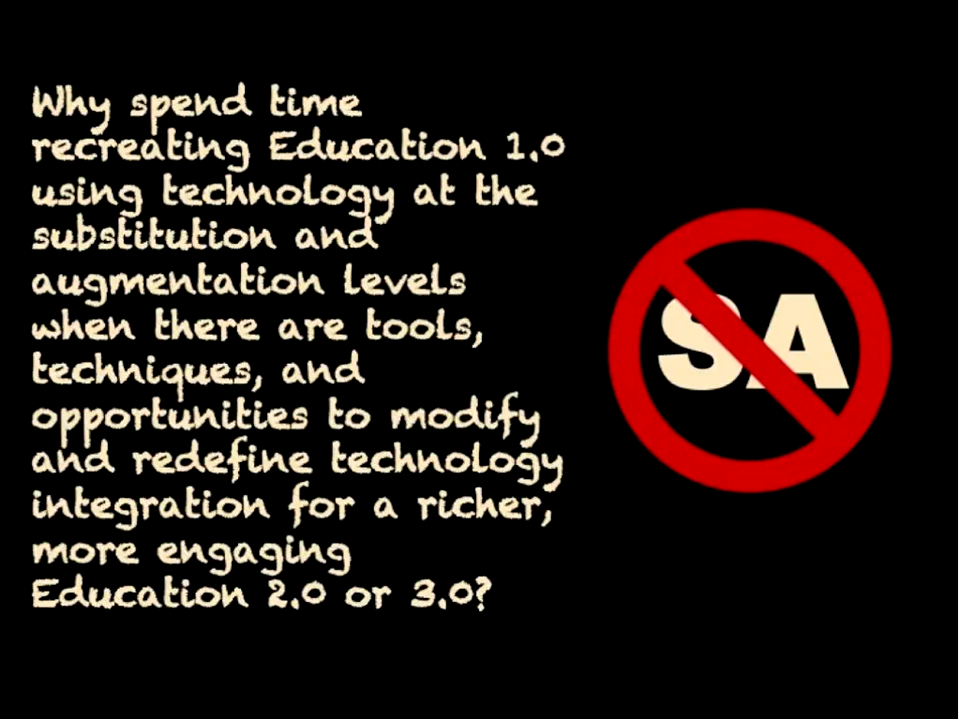 Why spend time
recreating Education 1.0
using technology at the
substitution and
augmentation levels
when there are tools,
techniques, and
opportunities to modify
and redefine technology
integration for a richer,
more engaging
Education 2.0 or 3.0?
SA